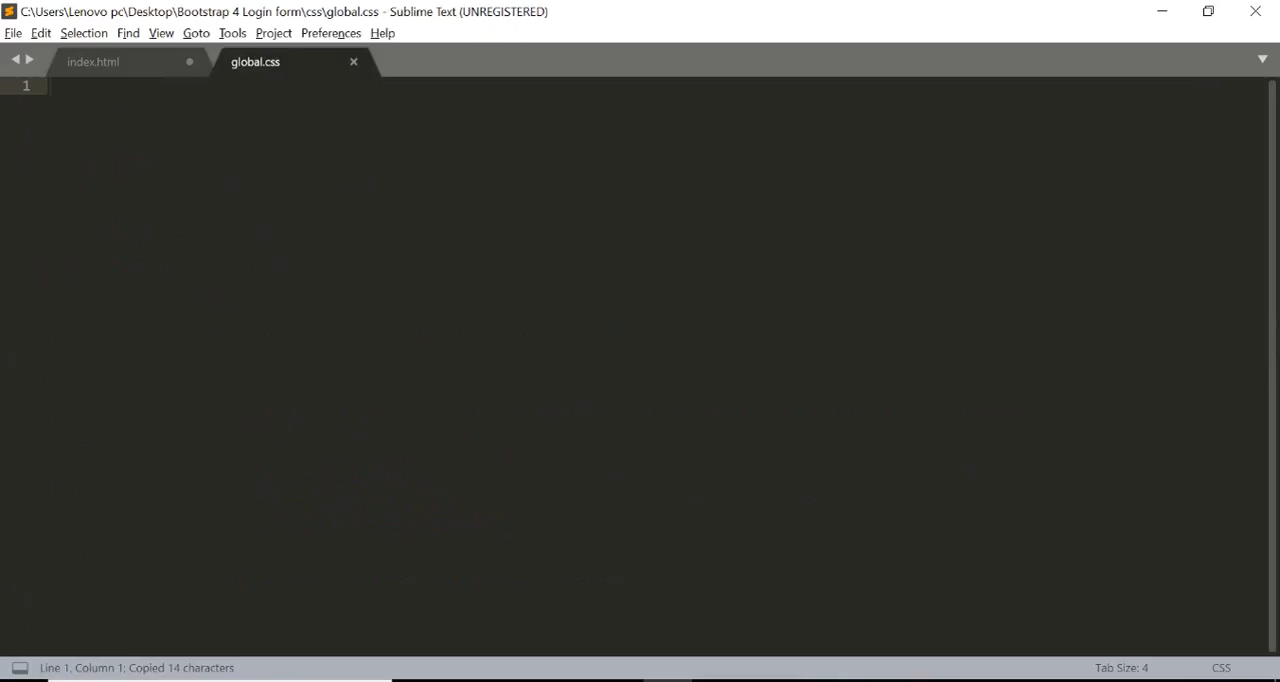 C:\Users\Lenovo pc\Desktop\Bootstrap 4 Login form\css\global.css - Sublime Text (UNREGISTERED)
File Edit Selection Find View Goto Tools Project Preferences Help
index.html global.css
1
Line 1, Column 1; Copied 14 characters Tab Size: 4 CSS